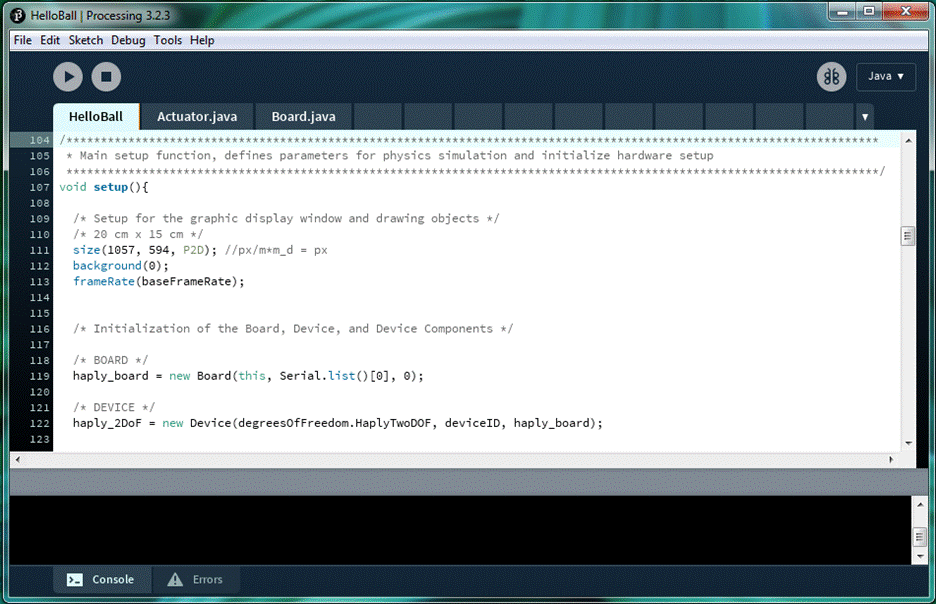 HelloBall | Processing 3.2.3
File Edit Sketch Debug Tools Help
Java ▼
HelloBall Actuator.java Board.java ▼
104 /**********************************************************************************************************************
105  * Main setup function, defines parameters for physics simulation and initialize hardware setup
106  **********************************************************************************************************************/
107 void setup(){
108
109   /* Setup for the graphic display window and drawing objects */
110   /* 20 cm x 15 cm */
111   size(1057, 594, P2D); //px/m*m_d = px
112   background(0);
113   frameRate(baseFrameRate);
114
115
116   /* Initialization of the Board, Device, and Device Components */
117
118   /* BOARD */
119   haply_board = new Board(this, Serial.list()[0], 0);
120
121   /* DEVICE */
122   haply_2DoF = new Device(degreesOfFreedom.HaplyTwoDOF, deviceID, haply_board);
123
Console Errors